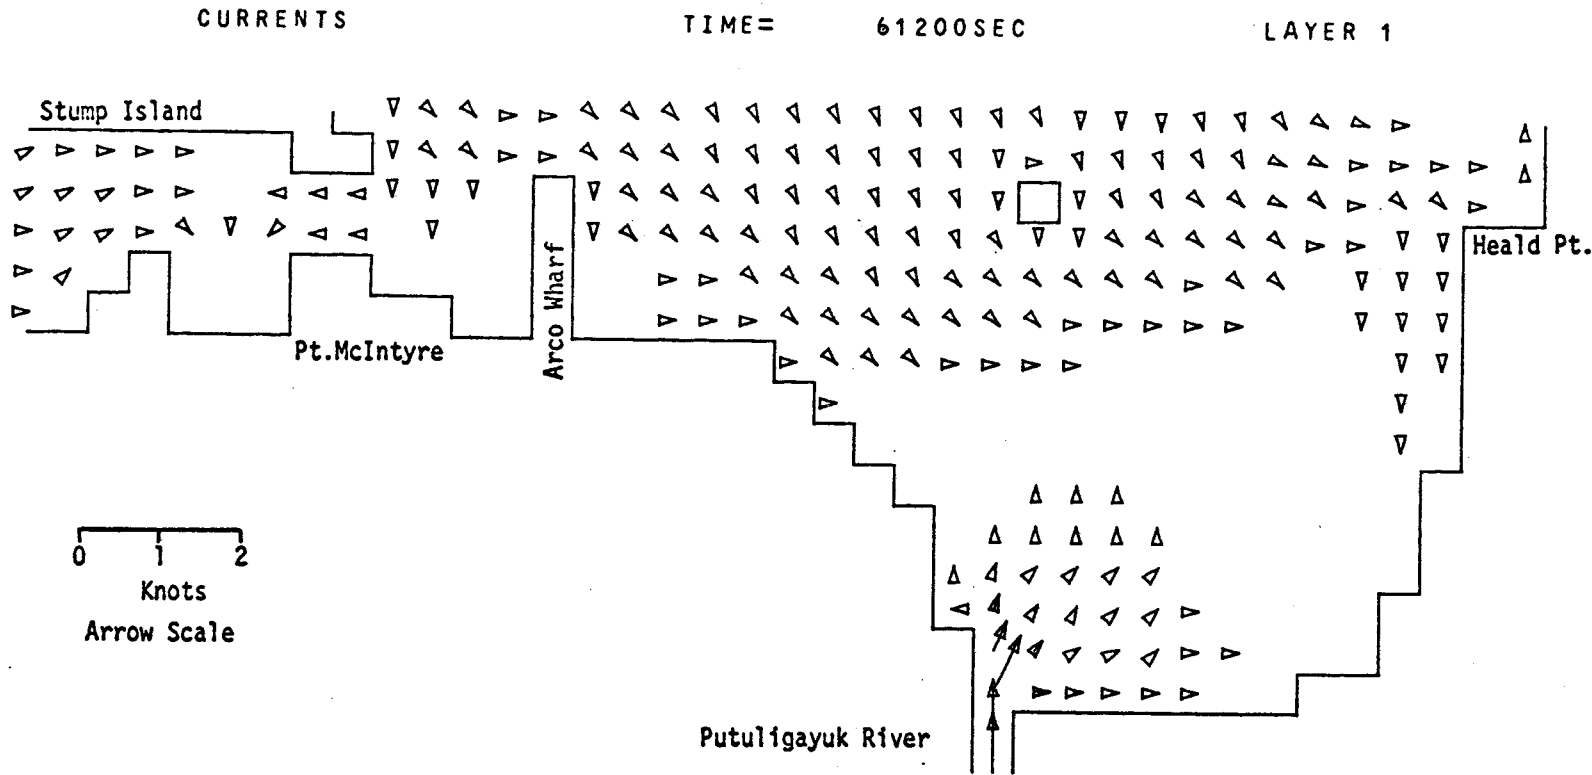 CURRENTS TIME= 61200SEC LAYER 1
Stump Island
Heald Pt.
Arco Wharf
Pt.McIntyre
0 1 2
Knots
Arrow Scale
Putuligayuk River